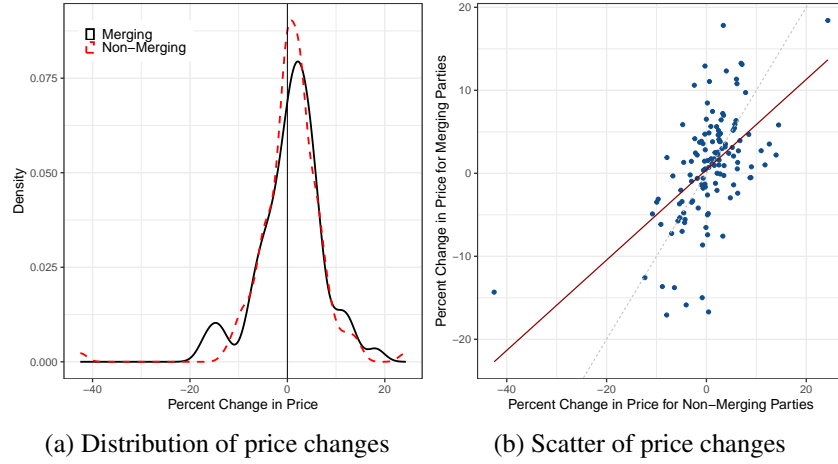 Merging
Non−Merging
0.075
0.050
0.025
0.000
−40
−20
0
20
Percent Change in Price
Density
(a) Distribution of price changes
20
10
0
−10
−20
−40
−20
0
20
Percent Change in Price for Non−Merging Parties
Percent Change in Price for Merging Parties
(b) Scatter of price changes